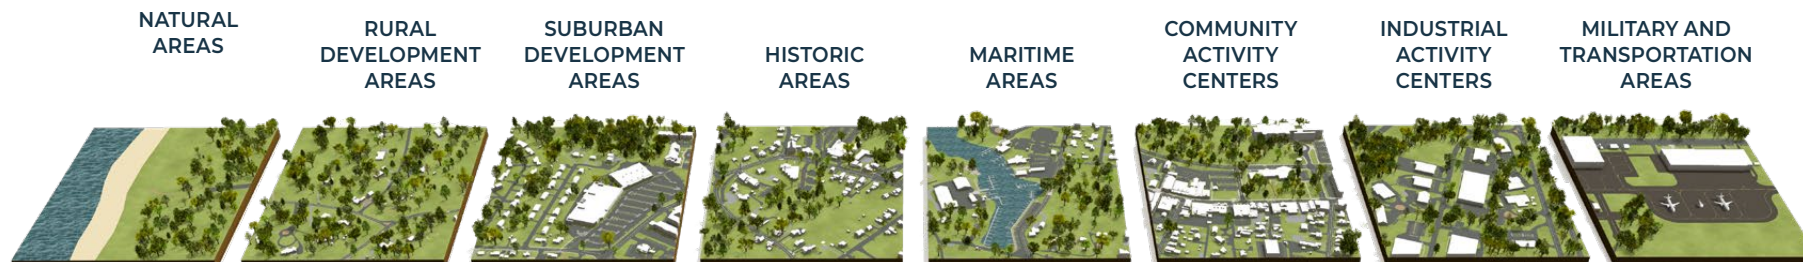 NATURAL
AREAS
RURAL
DEVELOPMENT
AREAS
SUBURBAN
DEVELOPMENT
AREAS
HISTORIC
AREAS
MARITIME
AREAS
COMMUNITY
ACTIVITY
CENTERS
INDUSTRIAL
ACTIVITY
CENTERS
MILITARY AND
TRANSPORTATION
AREAS